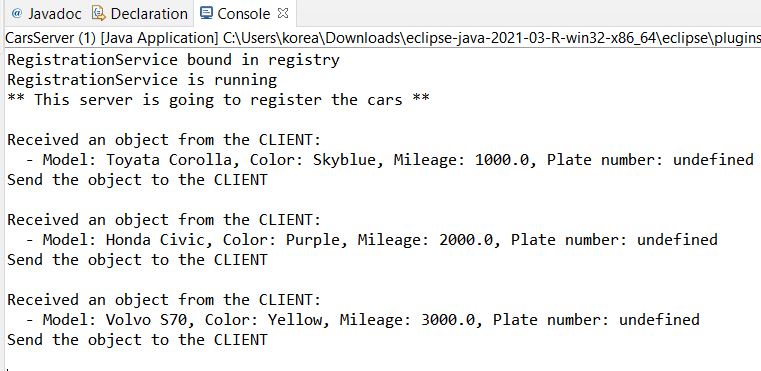 @ Javadoc Declaration Console
CarsServer (1) [Java Application] C:\Users\korea\Downloads\eclipse-java-2021-03-R-win32-x86_64\eclipse\plugins
RegistrationService bound in registry
RegistrationService is running
** This server is going to register the cars **
Received an object from the CLIENT:
- Model: Toyata Corolla, Color: Skyblue, Mileage: 1000.0, Plate number: undefined
Send the object to the CLIENT
Received an object from the CLIENT:
- Model: Honda Civic, Color: Purple, Mileage: 2000.0, Plate number: undefined
Send the object to the CLIENT
Received an object from the CLIENT:
- Model: Volvo S70, Color: Yellow, Mileage: 3000.0, Plate number: undefined
Send the object to the CLIENT